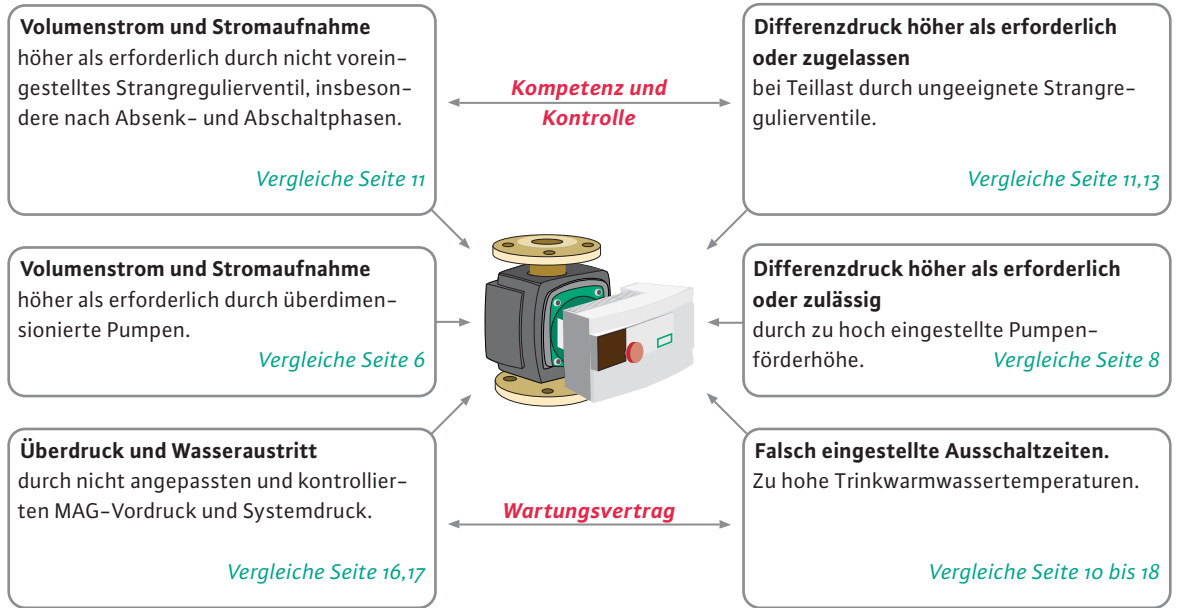 Volumenstrom und Stromaufnahme
höher als erforderlich durch nicht vorein-
gestelltes Strangregulierventil, insbeson-
dere nach Absenk- und Abschaltphasen.
Vergleiche Seite 11
Kompetenz und
Kontrolle
Differenzdruck höher als erforderlich
oder zugelassen
bei Teillast durch ungeeignete Strangre-
gulierventile.
Vergleiche Seite 11,13
Volumenstrom und Stromaufnahme
höher als erforderlich durch überdimen-
sionierte Pumpen.
Vergleiche Seite 6
Differenzdruck höher als erforderlich
oder zulässig
durch zu hoch eingestellte Pumpen-
förderhöhe. Vergleiche Seite 8
Überdruck und Wasseraustritt
durch nicht angepassten und kontrollier-
ten MAG-Vordruck und Systemdruck.
Vergleiche Seite 16,17
Wartungsvertrag
Falsch eingestellte Ausschaltzeiten.
Zu hohe Trinkwarmwassertemperaturen.
Vergleiche Seite 10 bis 18